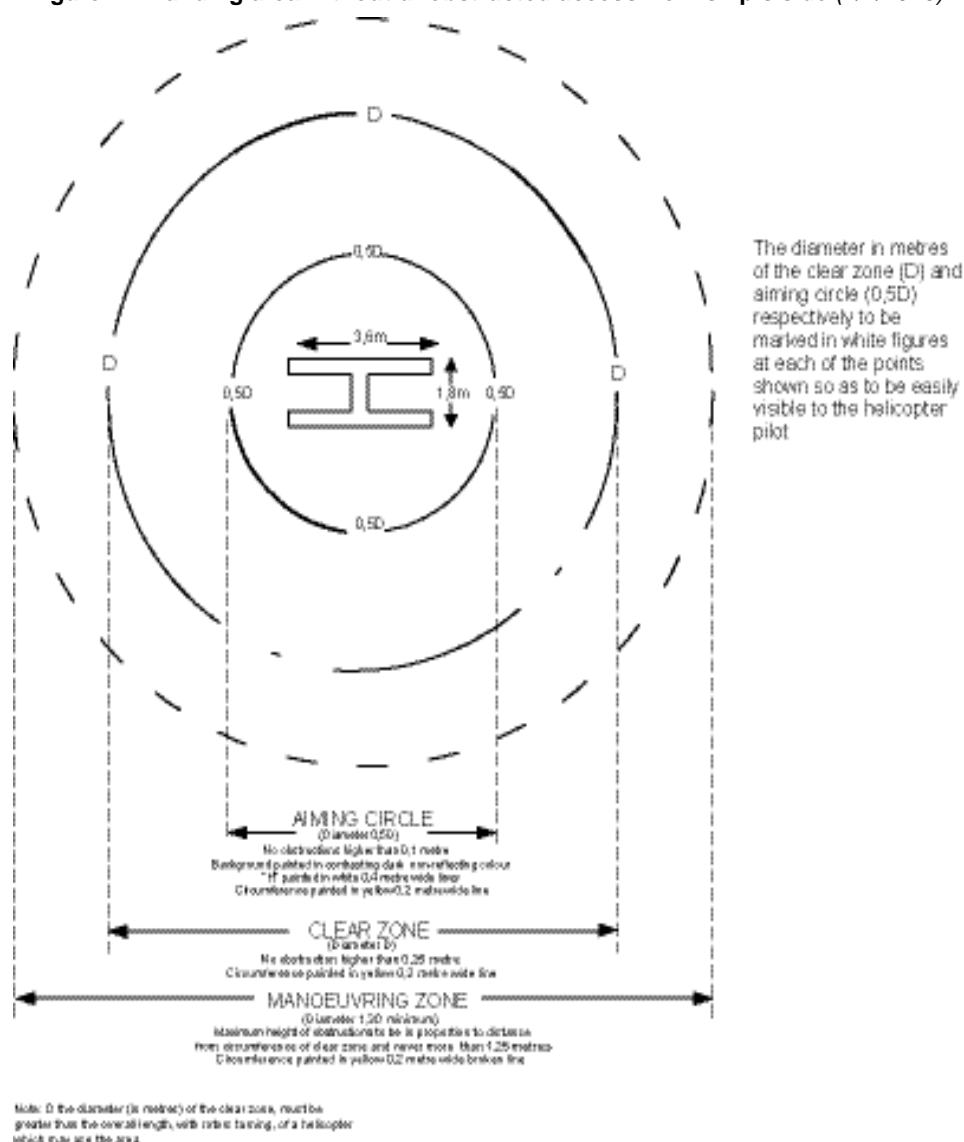 D
0,5D
3,6m
D
0,5D
1,8m
0,5D
D
0,5D
The diameter in metres
of the clear zone (D) and
aiming circle (0,5D)
respectively to be
marked in white figures
at each of the points
shown so as to be easily
visible to the helicopter
pilot
AIMING CIRCLE
(Diameter 0,5D)
No obstructions higher than 0,1 metre
Background painted in contrasting dark non-reflecting colour
"H" painted in white 0,4 metre wide lines
Circumference painted in yellow 0,2 metre wide line
CLEAR ZONE
(Diameter D)
No obstructions higher than 0,25 metre
Circumference painted in yellow 0,2 metre wide line
MANOEUVRING ZONE
(Diameter 1,3D minimum)
Maximum height of obstructions to be in proportion to distance
from circumference of clear zone and never more than 1,25 metres
Circumference painted in yellow 0,2 metre wide broken line
Note: D the diameter (in metres) of the clear zone, must be
greater than the overall length, with rotors turning, of a helicopter
which may use the area